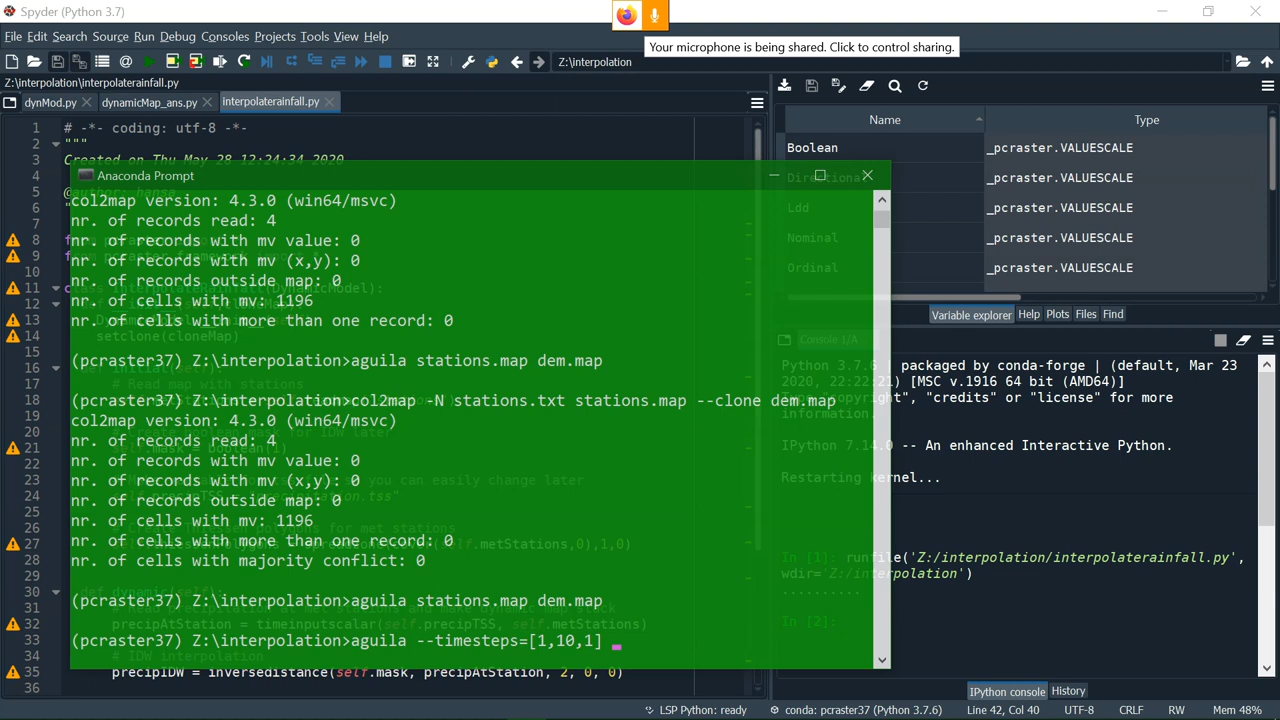 Spyder (Python 3.7)
Your microphone is being shared. Click to control sharing.
File Edit Search Source Run Debug Consoles Projects Tools View Help
Z:\interpolation
Z:\interpolation\interpolaterainfall.py
dynMod.py dynamicMap_ans.py interpolaterainfall.py
Name Type
1 # -*- coding: utf-8 -*-
2 """
3 Created on Thu May 28 12:24:34 2020
Boolean _pcraster.VALUESCALE
Directional _pcraster.VALUESCALE
Ldd _pcraster.VALUESCALE
Nominal _pcraster.VALUESCALE
Ordinal _pcraster.VALUESCALE
Variable explorer Help Plots Files Find
Anaconda Prompt
col2map version: 4.3.0 (win64/msvc)
nr. of records read: 4
nr. of records with mv value: 0
nr. of records with mv (x,y): 0
nr. of records outside map: 0
nr. of cells with mv: 1196
nr. of cells with more than one record: 0
(pcraster37) Z:\interpolation>aguila stations.map dem.map
(pcraster37) Z:\interpolation>col2map -N stations.txt stations.map --clone dem.map
col2map version: 4.3.0 (win64/msvc)
nr. of records read: 4
nr. of records with mv value: 0
nr. of records with mv (x,y): 0
nr. of records outside map: 0
nr. of cells with mv: 1196
nr. of cells with more than one record: 0
nr. of cells with majority conflict: 0
(pcraster37) Z:\interpolation>aguila stations.map dem.map
(pcraster37) Z:\interpolation>aguila --timesteps=[1,10,1]
35 precipIDW = inversedistance(self.mask, precipAtStation, 2, 0, 0)
36
Console 1/A
Python 3.7.6 | packaged by conda-forge | (default, Mar 23
2020, 22:22:21) [MSC v.1916 64 bit (AMD64)]
"copyright", "credits" or "license" for more
information.
IPython 7.14.0 -- An enhanced Interactive Python.
Restarting kernel...
In [1]: runfile('Z:/interpolation/interpolaterainfall.py',
wdir='Z:/interpolation')
..........
In [2]:
IPython console History
LSP Python: ready conda: pcraster37 (Python 3.7.6) Line 42, Col 40 UTF-8 CRLF RW Mem 48%